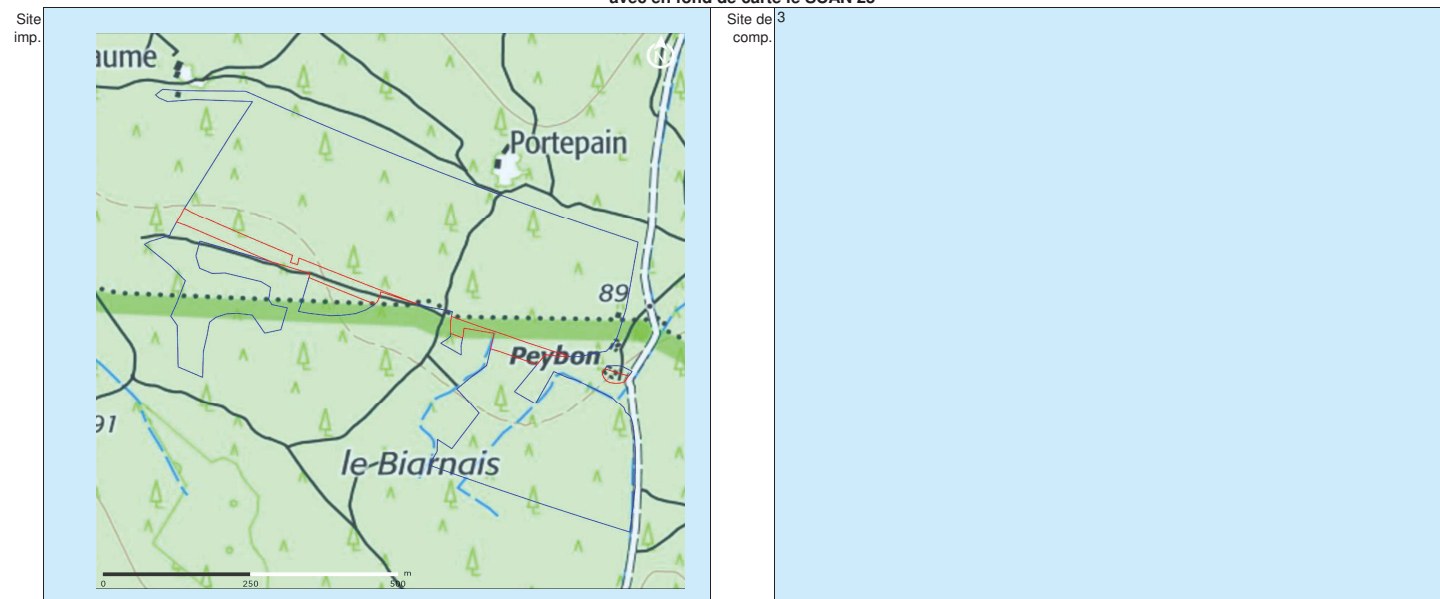 avec en fond de carte le SCAN 25
Site
imp.
Site de
comp.
3
aume
N
Portepain
89
Peybon
91
le-Biarnais
m
0 250 500